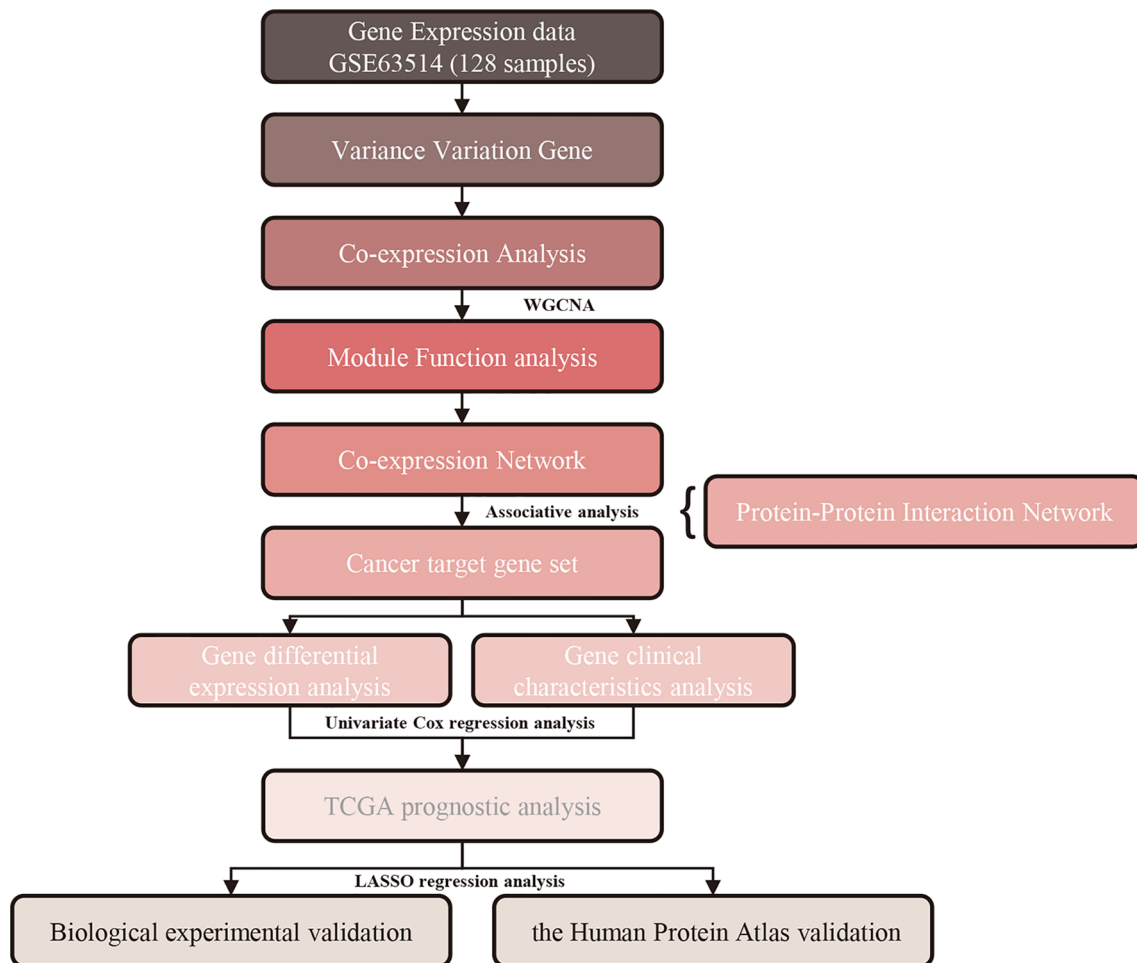 Gene Expression data
GSE63514 (128 samples)
Variance Variation Gene
Co-expression Analysis
WGCNA
Module Function analysis
Co-expression Network
Associative analysis
{
Protein-Protein Interaction Network
Cancer target gene set
Gene differential
expression analysis
Gene clinical
characteristics analysis
Univariate Cox regression analysis
TCGA prognostic analysis
LASSO regression analysis
Biological experimental validation
the Human Protein Atlas validation